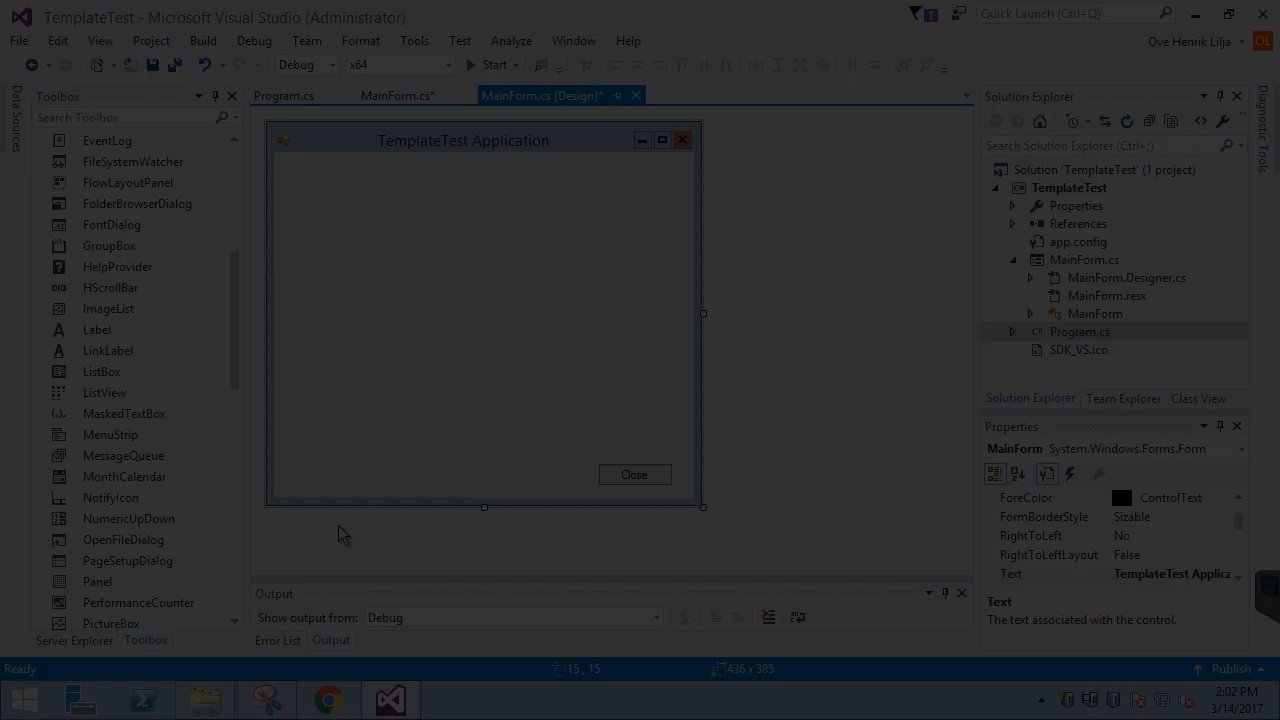 TemplateTest - Microsoft Visual Studio (Administrator)
1
Quick Launch (Ctrl+Q)
File Edit View Project Build Debug Team Format Tools Test Analyze Window Help
Ove Henrik Lilja OL
Debug x64 Start
Data Sources
Toolbox
Search Toolbox
EventLog
FileSystemWatcher
FlowLayoutPanel
FolderBrowserDialog
FontDialog
GroupBox
HelpProvider
HScrollBar
ImageList
Label
LinkLabel
ListBox
ListView
MaskedTextBox
MenuStrip
MessageQueue
MonthCalendar
NotifyIcon
NumericUpDown
OpenFileDialog
PageSetupDialog
Panel
PerformanceCounter
PictureBox
Server Explorer Toolbox
Program.cs MainForm.cs* MainForm.cs [Design]*
TemplateTest Application
Close
Output
Show output from: Debug
Error List Output
Solution Explorer
Search Solution Explorer (Ctrl+;)
Solution 'TemplateTest' (1 project)
C# TemplateTest
Properties
References
app.config
MainForm.cs
MainForm.Designer.cs
MainForm.resx
MainForm
C# Program.cs
SDK_VS.ico
Solution Explorer Team Explorer Class View
Properties
MainForm System.Windows.Forms.Form
ForeColor ControlText
FormBorderStyle Sizable
RightToLeft No
RightToLeftLayout False
Text TemplateTest Applica
Text
The text associated with the control.
Diagnostic Tools
Ready 15 , 15 436 x 385 Publish
2:02 PM
3/14/2017